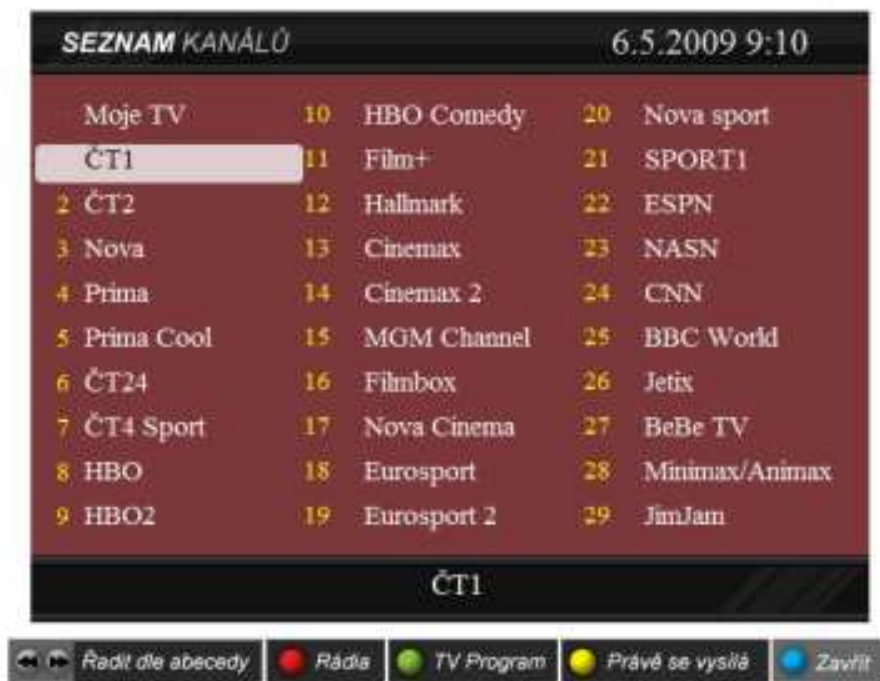 SEZNAM KANÁLŮ 6.5.2009 9:10
Moje TV 10 HBO Comedy 20 Nova sport
ČT1 11 Film+ 21 SPORT1
2 ČT2 12 Hallmark 22 ESPN
3 Nova 13 Cinemax 23 NASN
4 Prima 14 Cinemax 2 24 CNN
5 Prima Cool 15 MGM Channel 25 BBC World
6 ČT24 16 Filmbox 26 Jetix
7 ČT4 Sport 17 Nova Cinema 27 BeBe TV
8 HBO 18 Eurosport 28 Minimax/Animax
9 HBO2 19 Eurosport 2 29 JimJam
ČT1
Řadit dle abecedy Rádia TV Program Právě se vysílá Zavřít